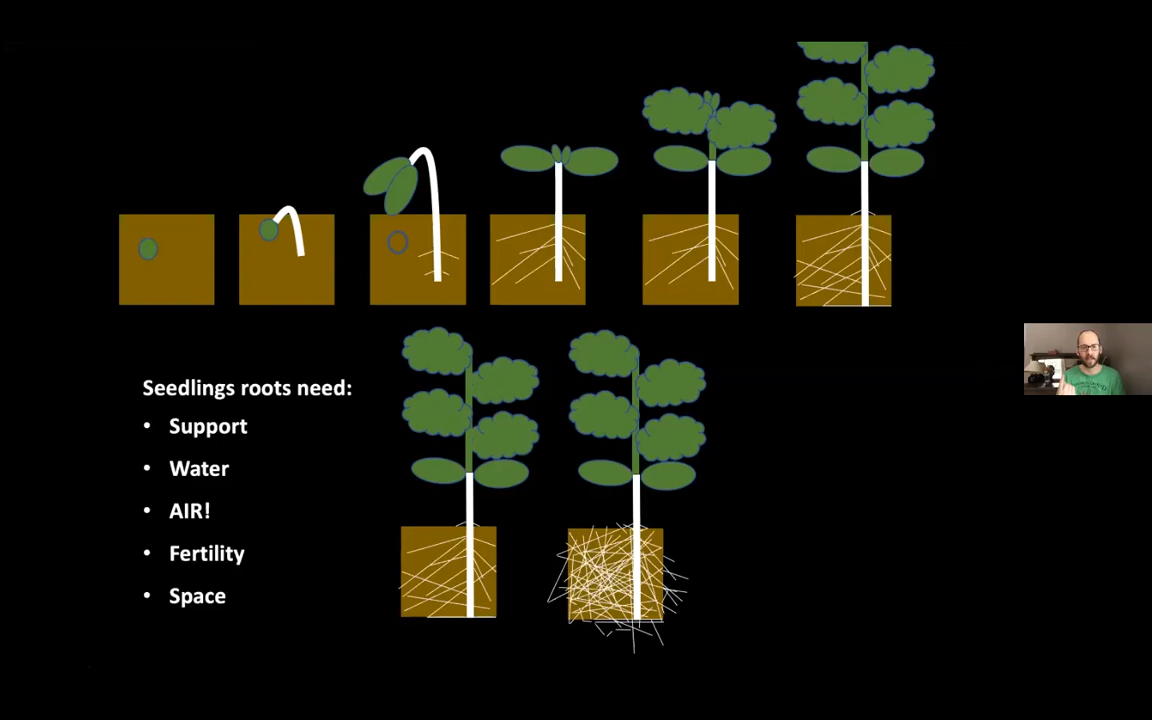 Seedlings roots need:
• Support
• Water
• AIR!
• Fertility
• Space